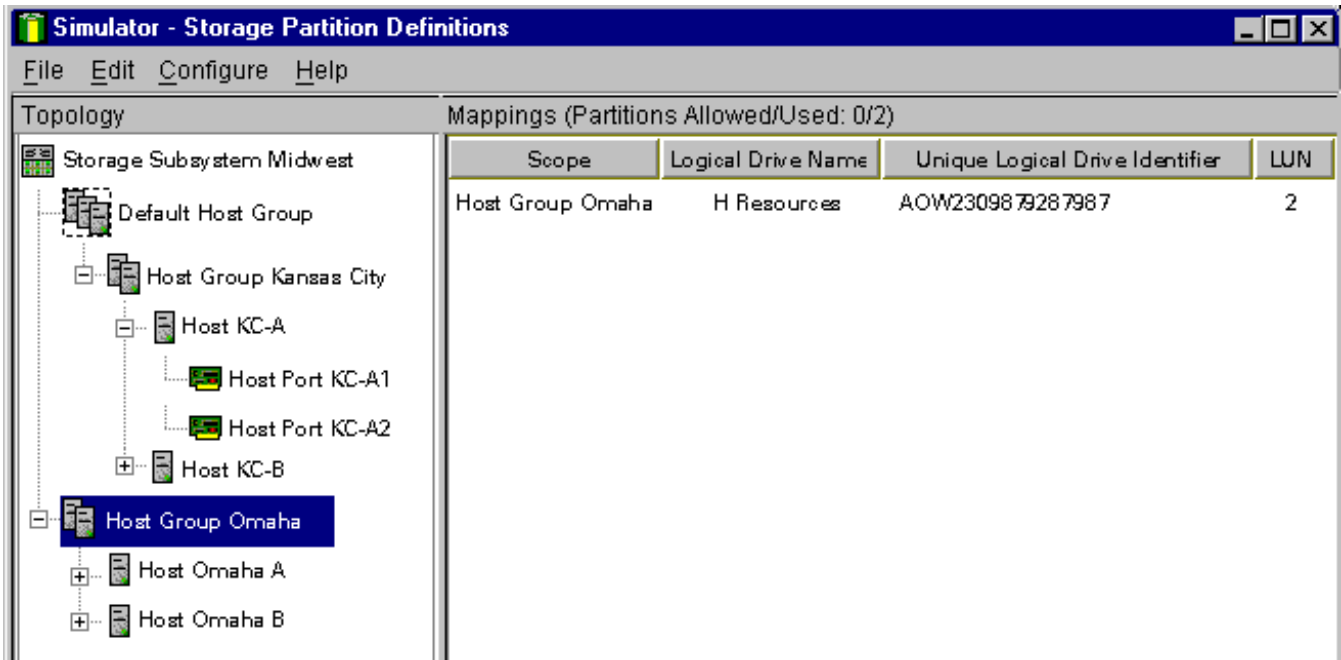 Simulator - Storage Partition Definitions
File Edit Configure Help
Topology
Storage Subsystem Midwest
Default Host Group
Host Group Kansas City
Host KC-A
Host Port KC-A1
Host Port KC-A2
Host KC-B
Host Group Omaha
Host Omaha A
Host Omaha B
Mappings (Partitions Allowed/Used: 0/2)
Scope Logical Drive Name Unique Logical Drive Identifier LUN
Host Group Omaha H Resources AOW2309879287987 2